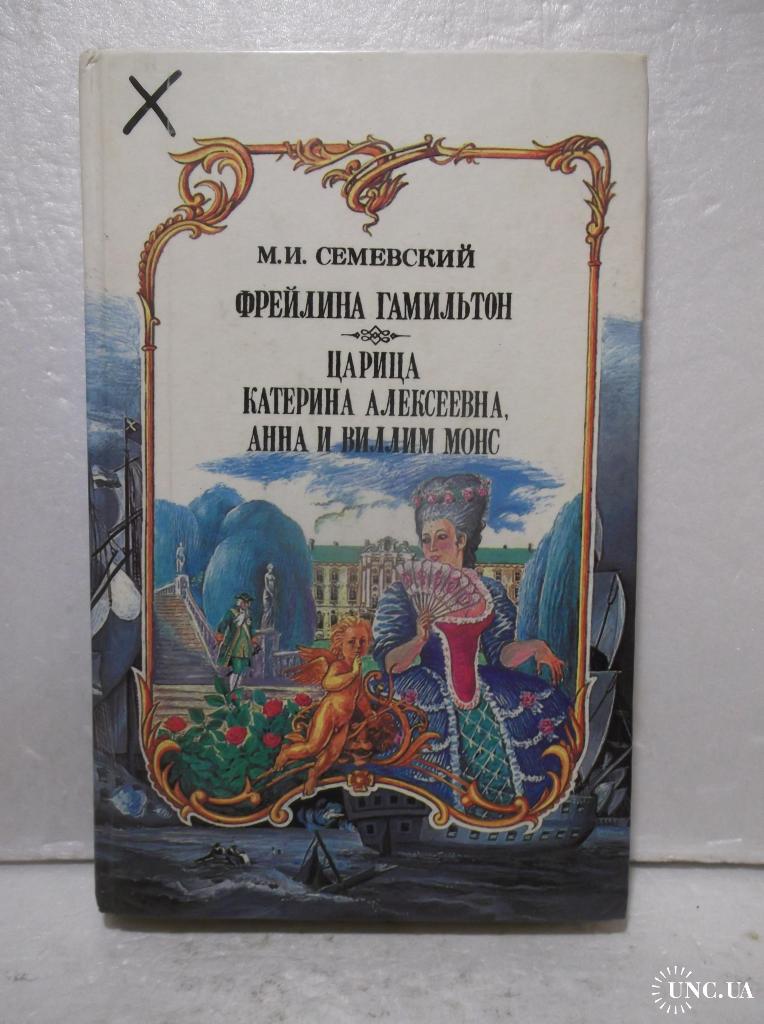 М.И. СЕМЕВСКИЙ
ФРЕЙЛИНА ГАМИЛЬТОН
ЦАРИЦА
КАТЕРИНА АЛЕКСЕЕВНА,
АННА И ВИЛЛИМ МОНС
UNC.UA